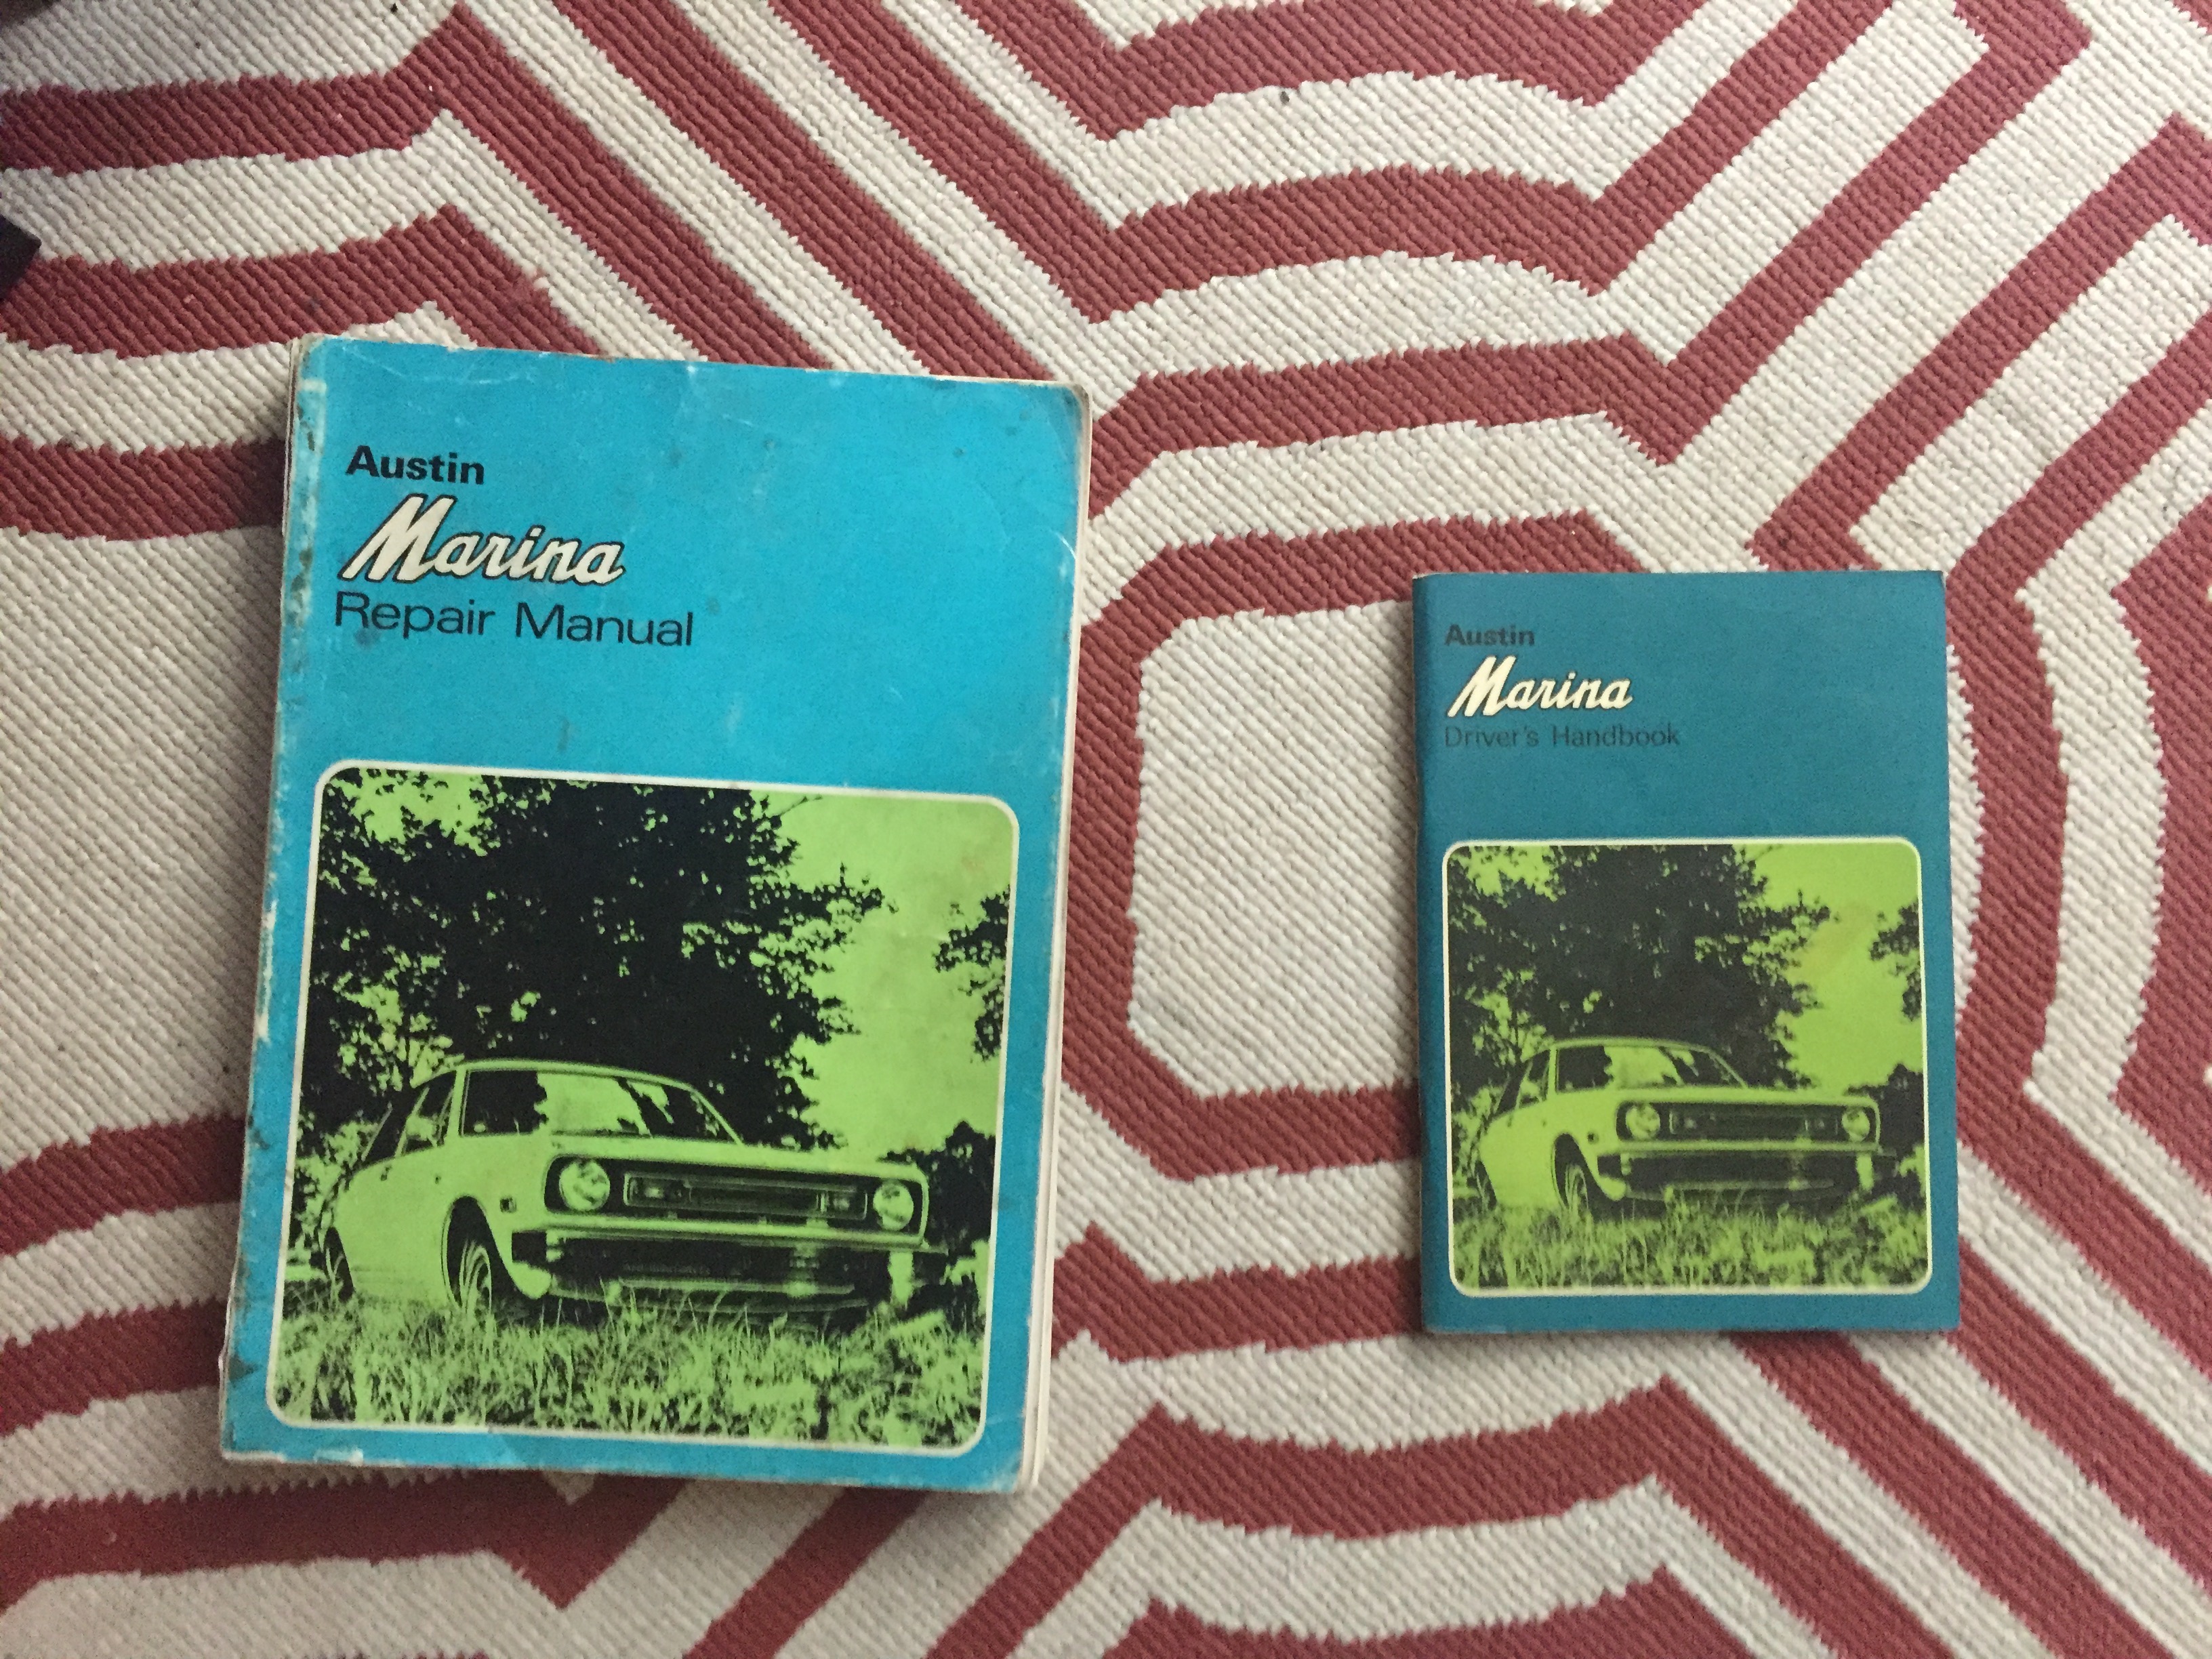 Austin
Marina
Repair Manual
Austin
Marina
Driver's Handbook